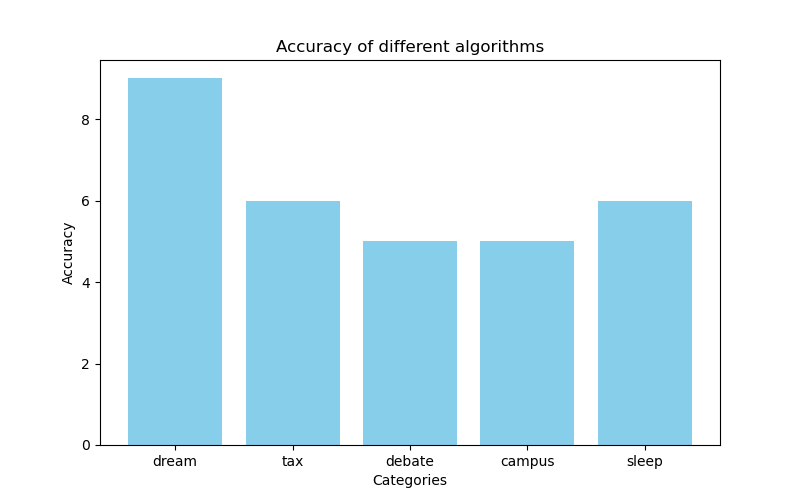 Accuracy of different algorithms
Accuracy
8
6
4
2
0
dream tax debate campus sleep
Categories